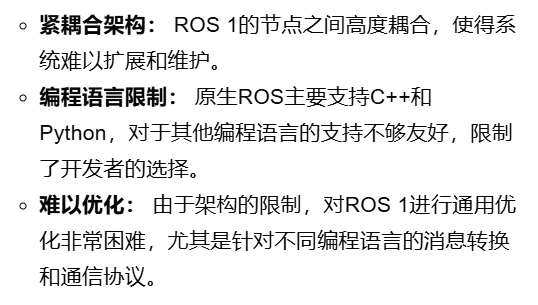 紧耦合架构： ROS 1的节点之间高度耦合，使得系
统难以扩展和维护。
编程语言限制： 原生ROS主要支持C++和
Python，对于其他编程语言的支持不够友好，限制
了开发者的选择。
难以优化： 由于架构的限制，对ROS 1进行通用优
化非常困难，尤其是针对不同编程语言的消息转换
和通信协议。